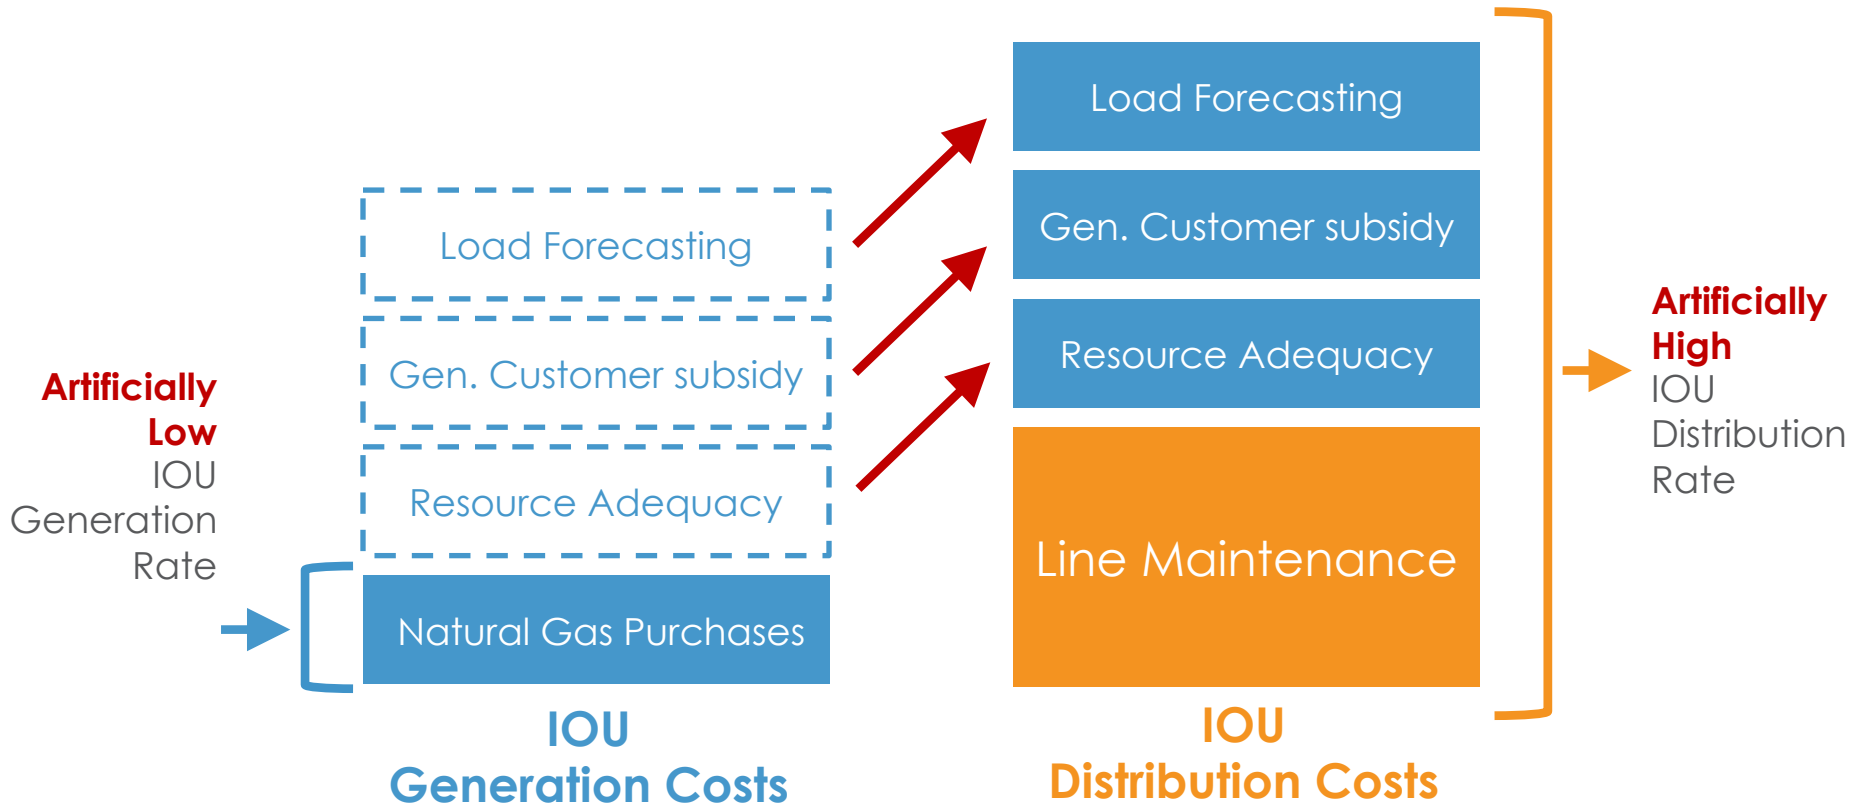 Artificially
Low
IOU
Generation
Rate
Load Forecasting
Gen. Customer subsidy
Resource Adequacy
Natural Gas Purchases
IOU
Generation Costs
Load Forecasting
Gen. Customer subsidy
Resource Adequacy
Line Maintenance
IOU
Distribution Costs
Artificially
High
IOU
Distribution
Rate